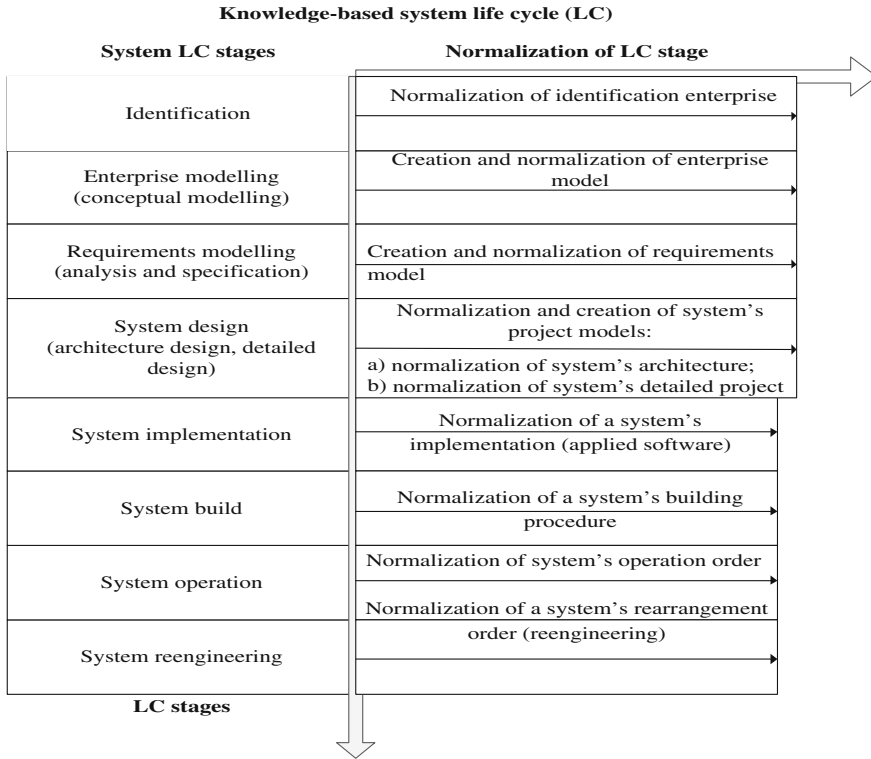 Knowledge-based system life cycle (LC)
System LC stages
Normalization of LC stage
Identification
Normalization of identification enterprise
Enterprise modelling
(conceptual modelling)
Creation and normalization of enterprise
model
Requirements modelling
(analysis and specification)
Creation and normalization of requirements
model
System design
(architecture design, detailed
design)
Normalization and creation of system's
project models:
a) normalization of system's architecture;
b) normalization of system's detailed project
System implementation
Normalization of a system's
implementation (applied software)
System build
Normalization of a system's building
procedure
System operation
Normalization of system's operation order
System reengineering
Normalization of a system's rearrangement
order (reengineering)
LC stages